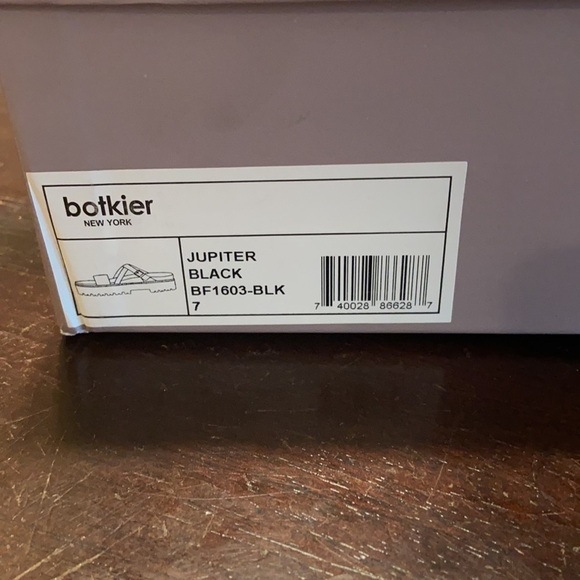 botkier
NEW YORK
JUPITER
BLACK
BF1603-BLK
7
7 40028 86628 7